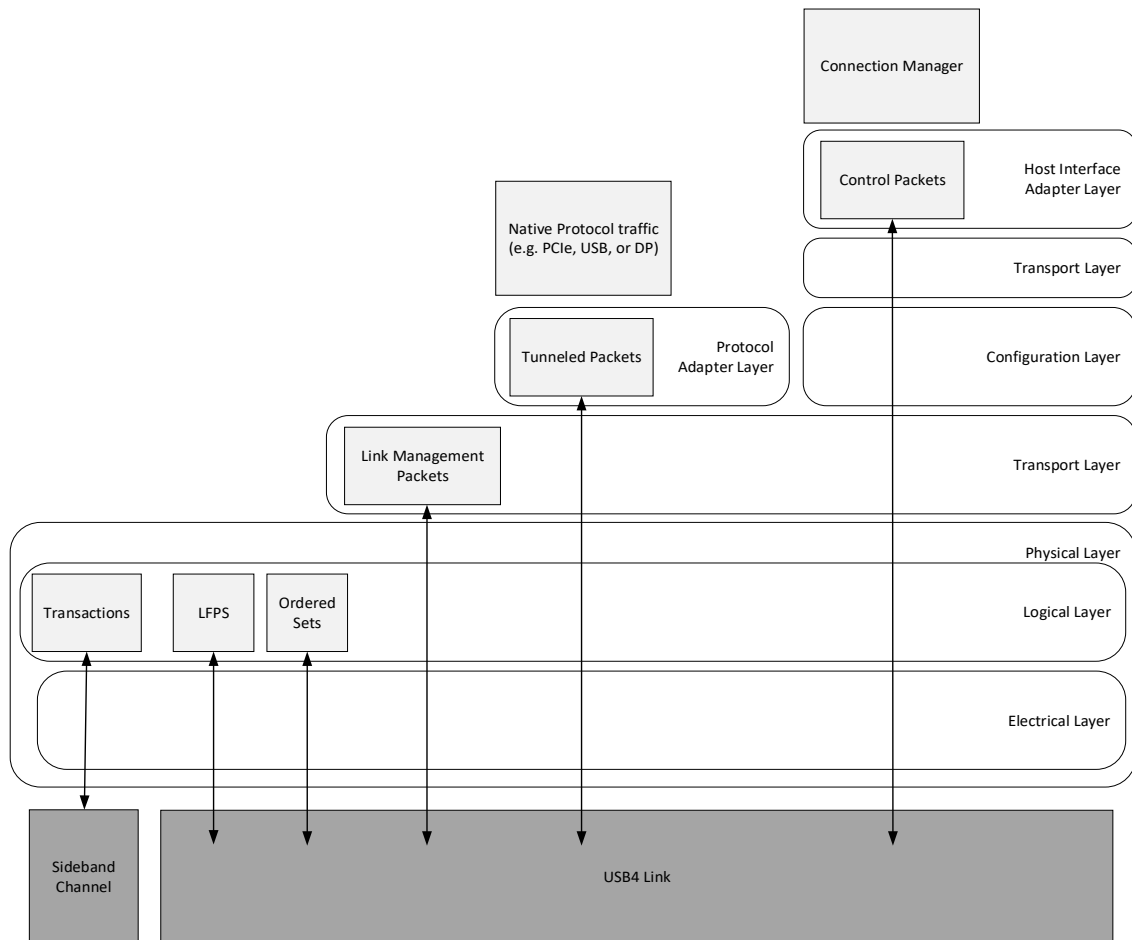 Connection Manager
Control Packets
Host Interface
Adapter Layer
Native Protocol traffic
(e.g. PCIe, USB, or DP)
Transport Layer
Tunneled Packets
Protocol
Adapter Layer
Configuration Layer
Link Management
Packets
Transport Layer
Physical Layer
Transactions
LFPS
Ordered
Sets
Logical Layer
Electrical Layer
Sideband
Channel
USB4 Link